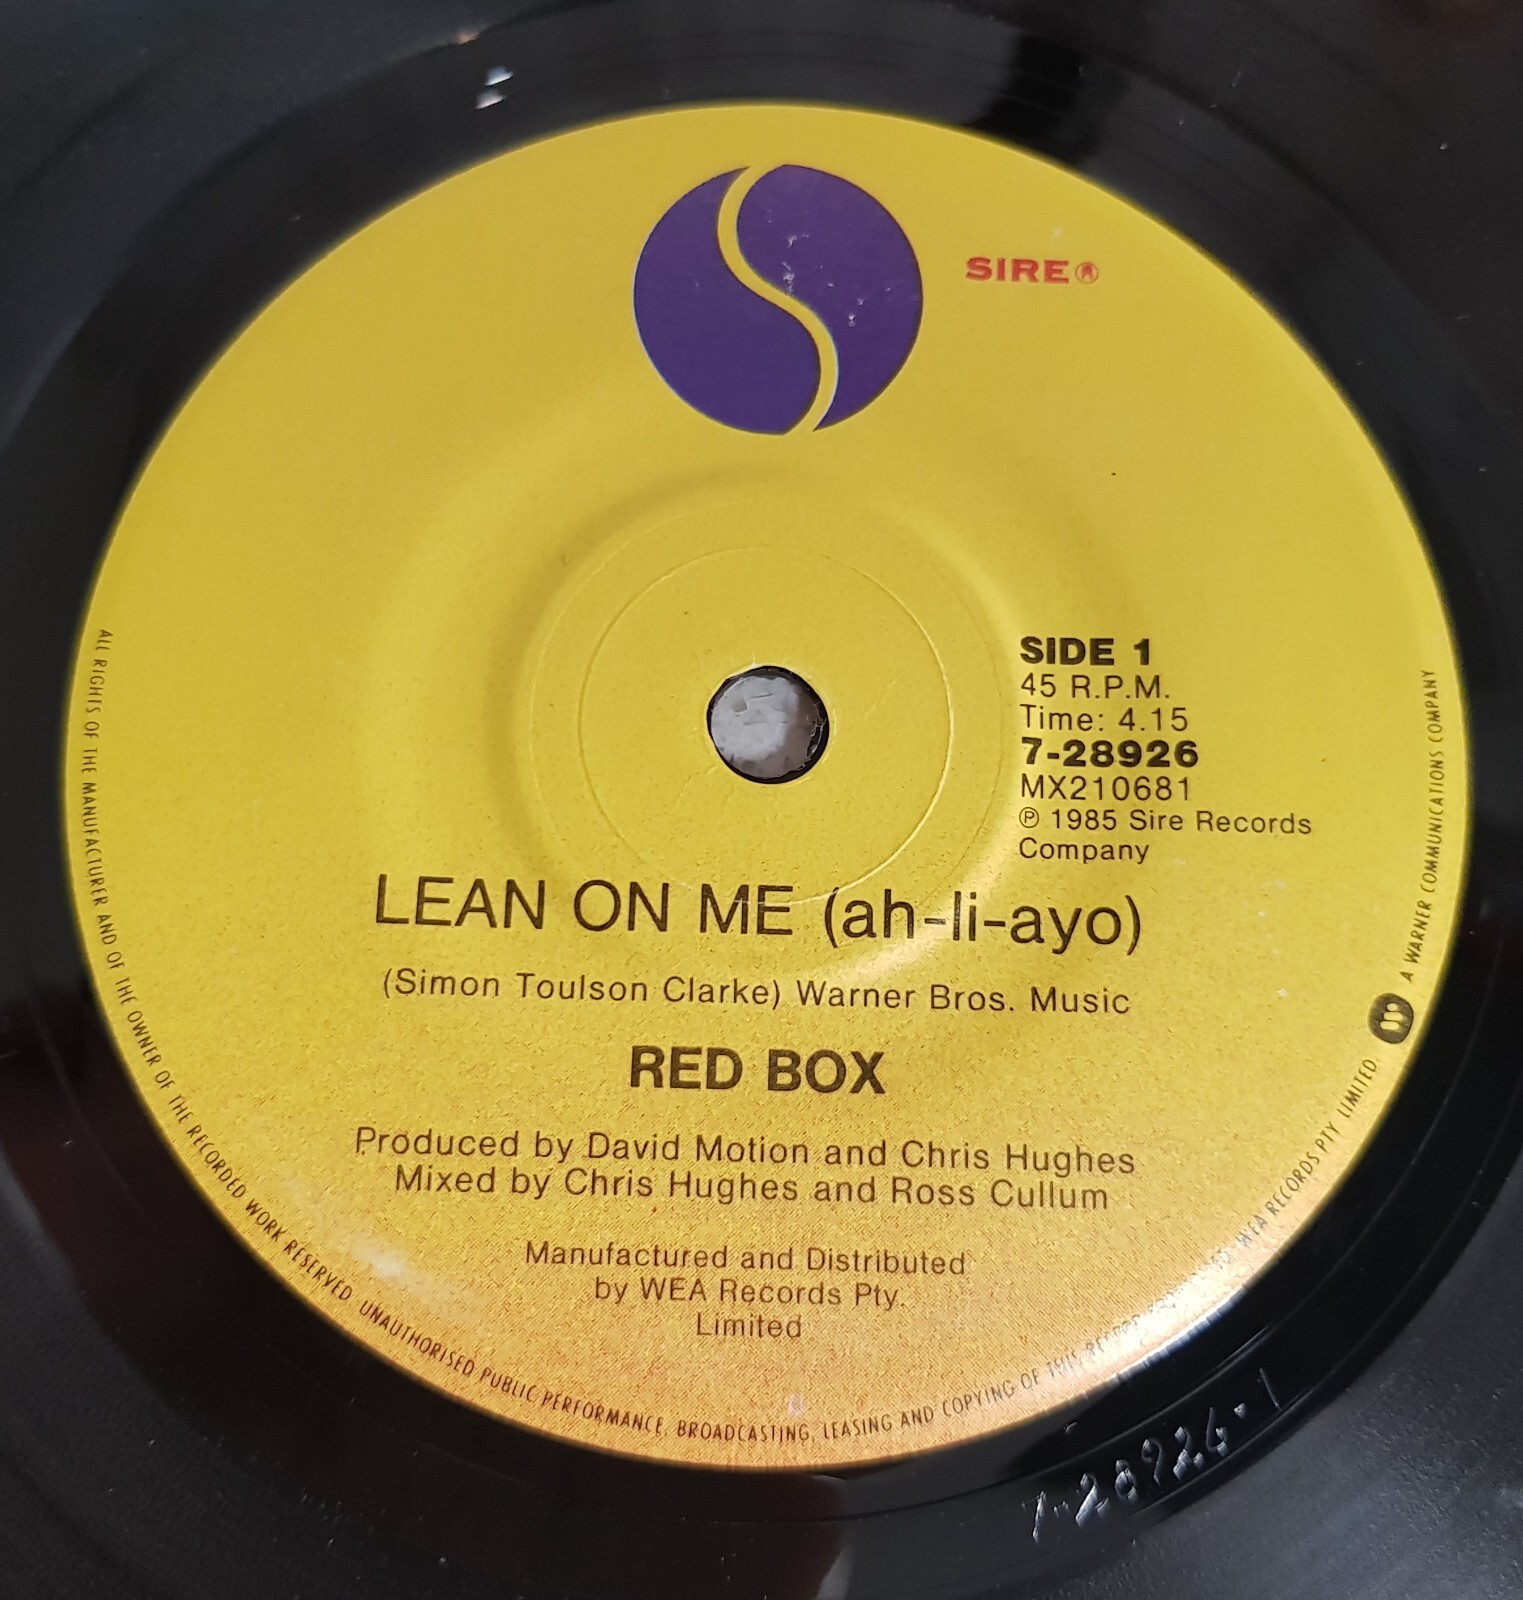 SIRE
SIDE 1
45 R.P.M.
Time: 4.15
7-28926
MX210681
℗ 1985 Sire Records
Company
LEAN ON ME (ah-li-ayo)
(Simon Toulson Clarke) Warner Bros. Music
RED BOX
Produced by David Motion and Chris Hughes
Mixed by Chris Hughes and Ross Cullum
Manufactured and Distributed
by WEA Records Pty.
Limited
ALL RIGHTS OF THE MANUFACTURER AND OF THE OWNER OF THE RECORDED WORK RESERVED. UNAUTHORISED PUBLIC PERFORMANCE, BROADCASTING, LEASING AND COPYING OF THIS RECORD WEA RECORDS PTY LIMITED
A WARNER COMMUNICATIONS COMPANY
7-28926-1